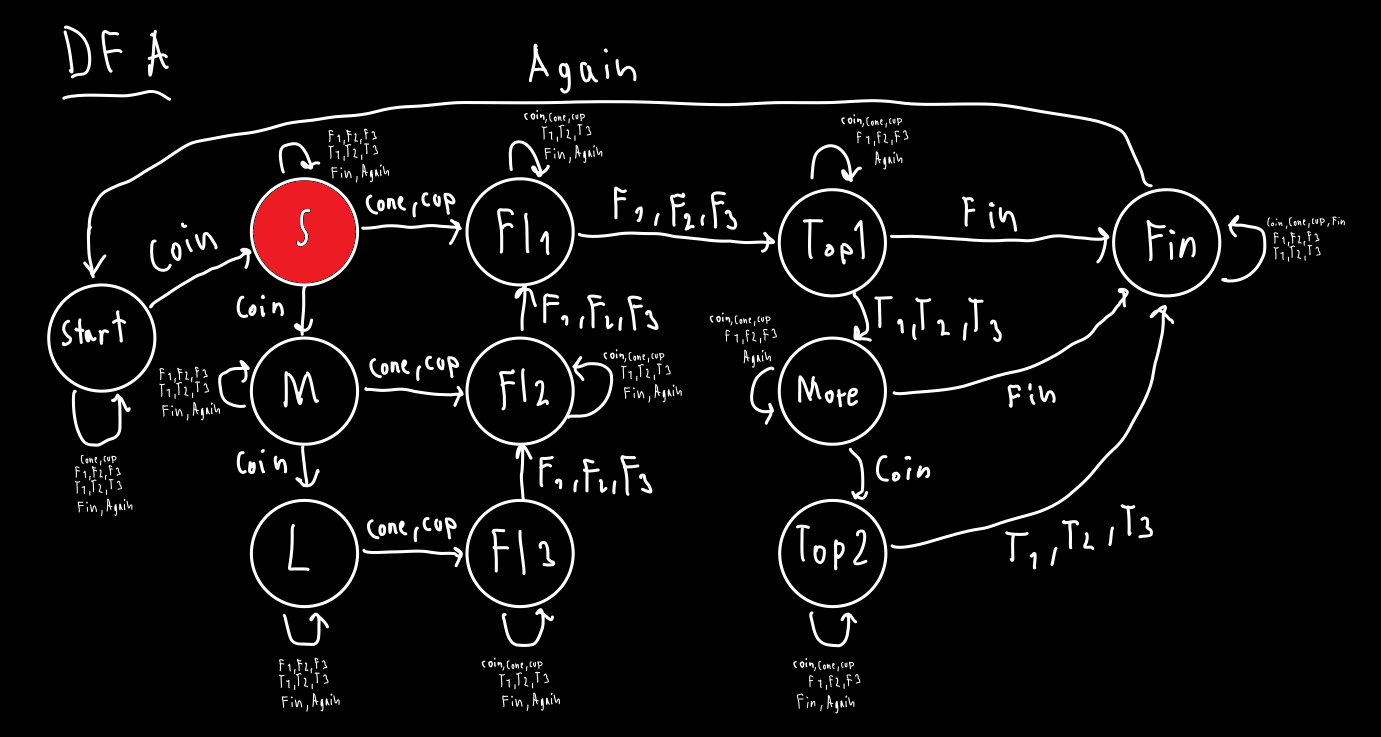 DFA
Again
Coin
S
F1,F2,F3
T1,T2,T3
Fin,Again
Cone,cup
Fl1
coin,cone,cup
T1,T2,T3
Fin,Again
F1,F2,F3
Top1
coin,cone,cup
F1,F2,F3
Again
Fin
Fin
Coin,Cone,cup,Fin
F1,F2,F3
T1,T2,T3
Start
Cone,cup
F1,F2,F3
T1,T2,T3
Fin,Again
Coin
F1,F2,F3
T1,T2,T3
M
F1,F2,F3
T1,T2,T3
Fin,Again
Cone,cup
Fl2
coin,cone,cup
T1,T2,T3
Fin,Again
More
coin,cone,cup
F1,F2,F3
Again
Fin
Coin
F1,F2,F3
Coin
L
F1,F2,F3
T1,T2,T3
Fin,Again
Cone,cup
Fl3
coin,cone,cup
T1,T2,T3
Fin,Again
Top2
coin,cone,cup
F1,F2,F3
Fin,Again
T1,T2,T3